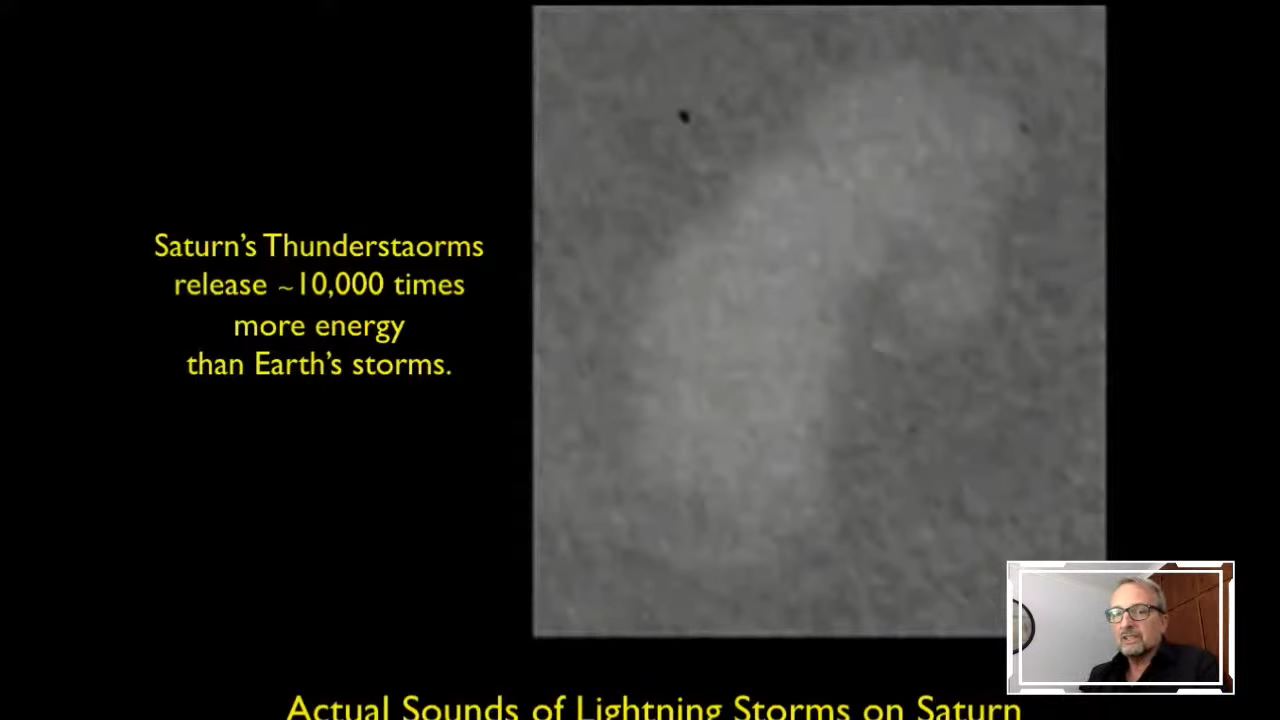 Saturn's Thunderstaorms
release ~10,000 times
more energy
than Earth's storms.
Actual Sounds of Lightning Storms on Saturn